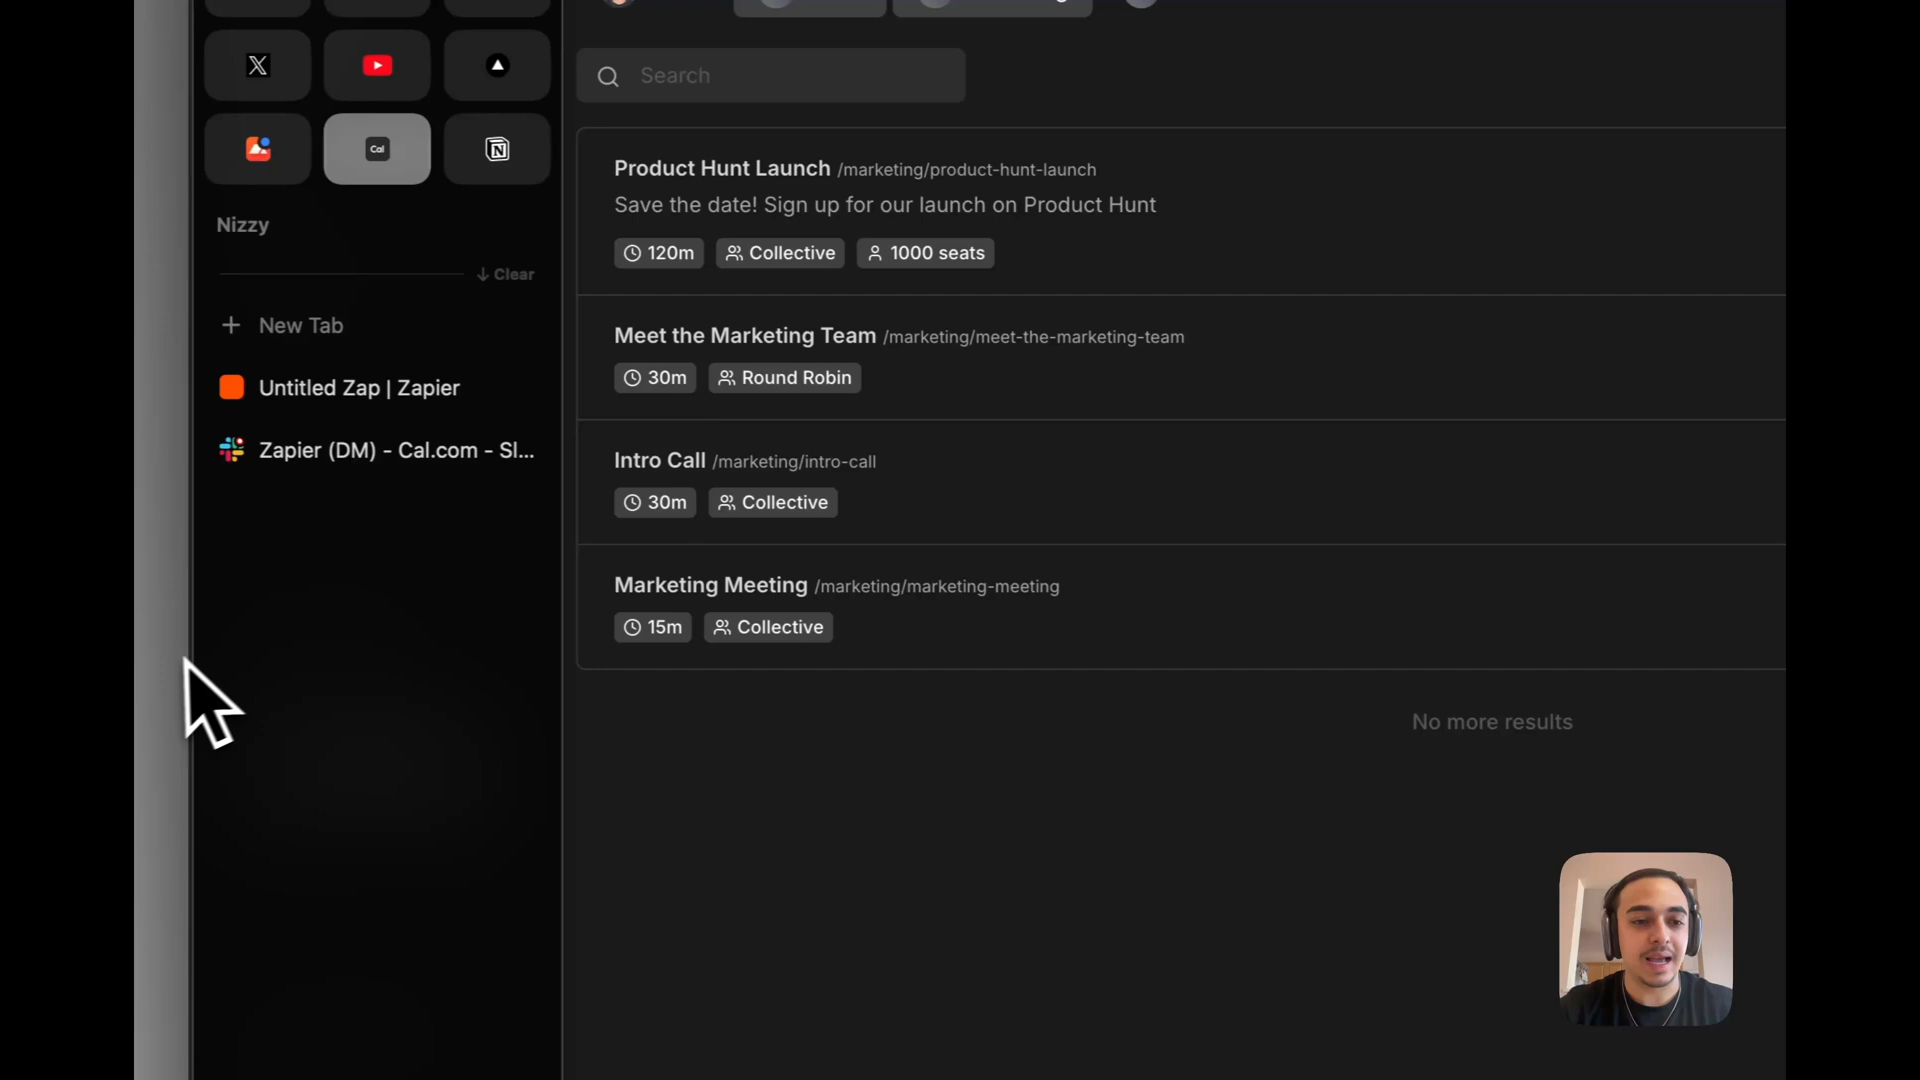 Search
Cal
Nizzy
Clear
New Tab
Untitled Zap | Zapier
Zapier (DM) - Cal.com - Sl...
Product Hunt Launch /marketing/product-hunt-launch
Save the date! Sign up for our launch on Product Hunt
120m Collective 1000 seats
Meet the Marketing Team /marketing/meet-the-marketing-team
30m Round Robin
Intro Call /marketing/intro-call
30m Collective
Marketing Meeting /marketing/marketing-meeting
15m Collective
No more results